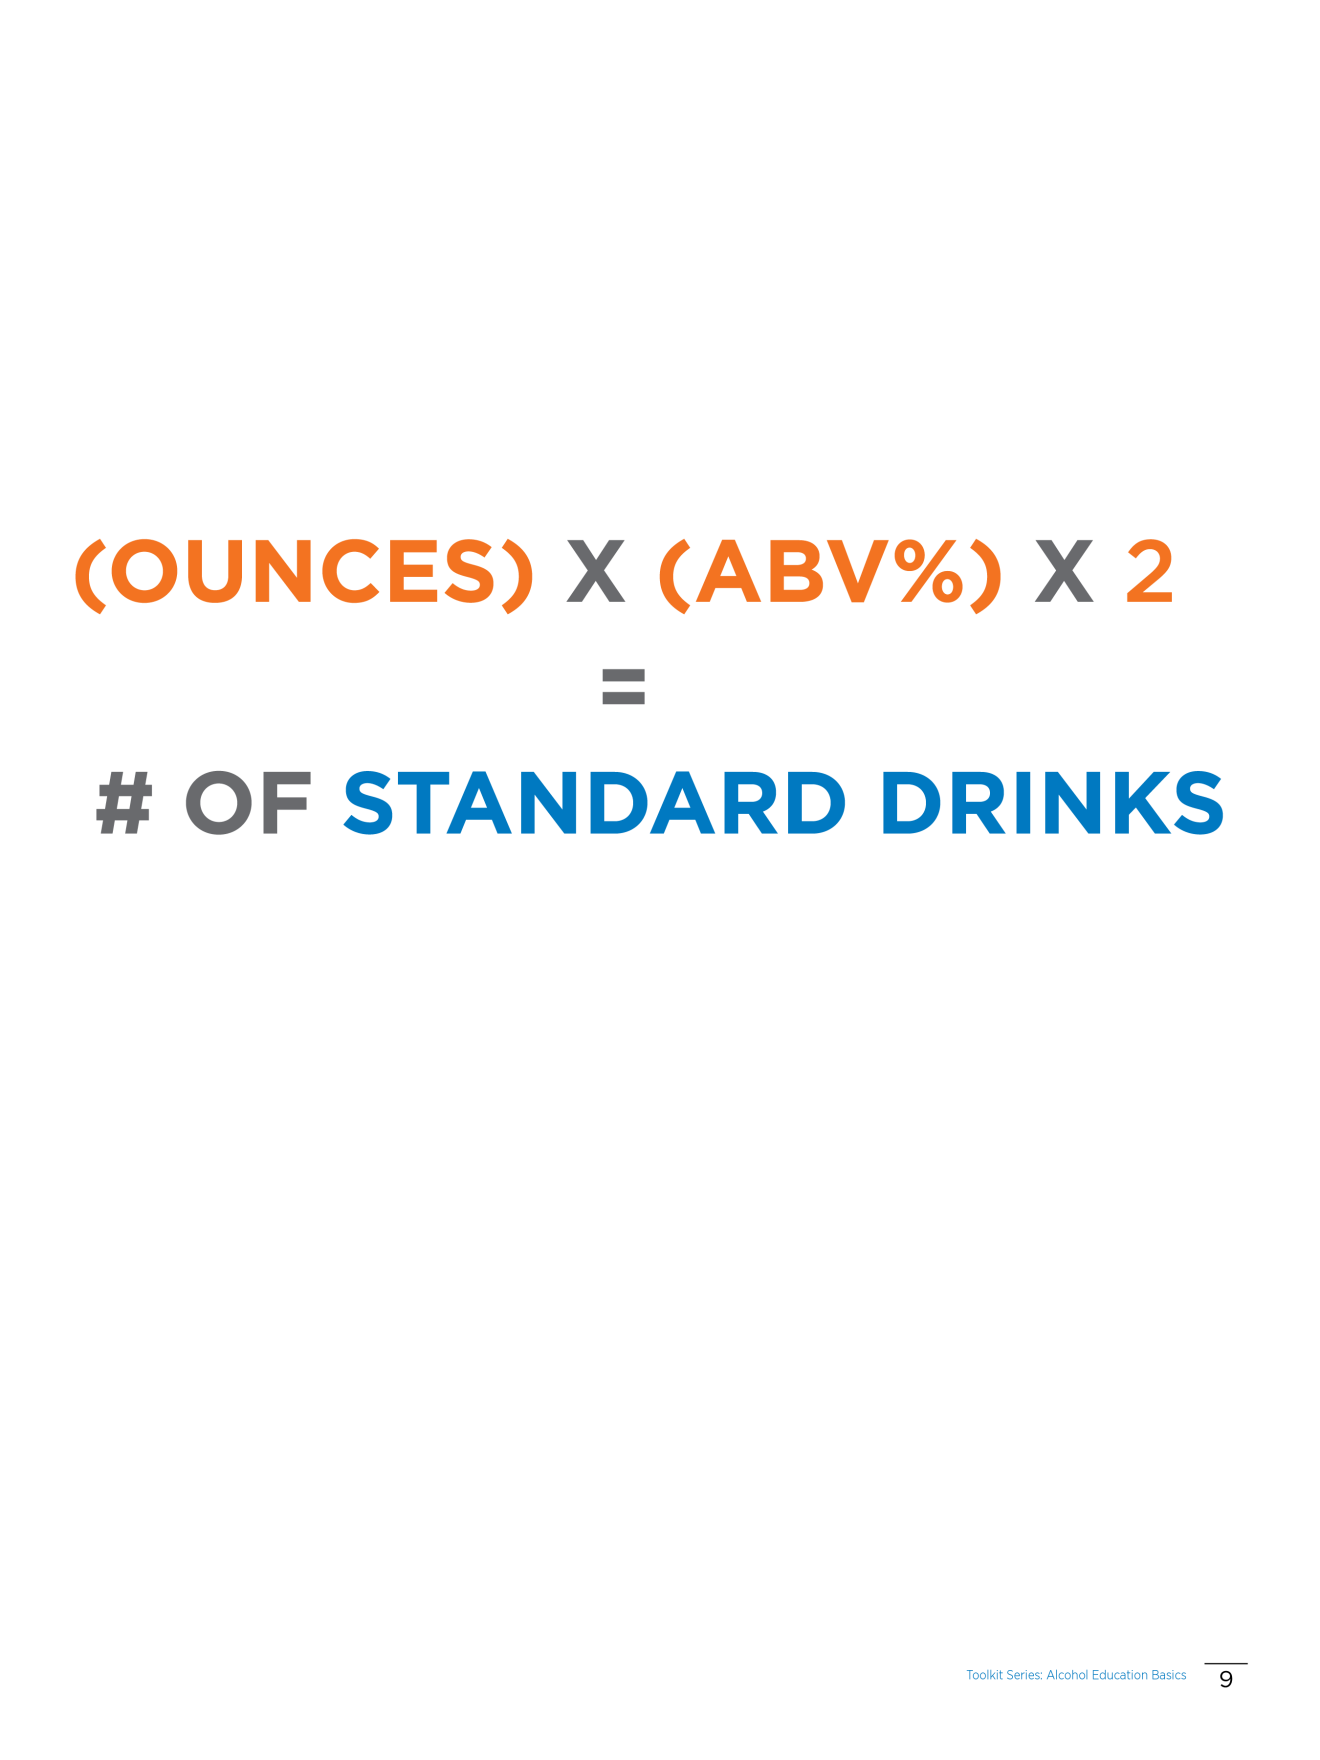 (OUNCES) X (ABV%) X 2
=
# OF STANDARD DRINKS
Toolkit Series: Alcohol Education Basics 9